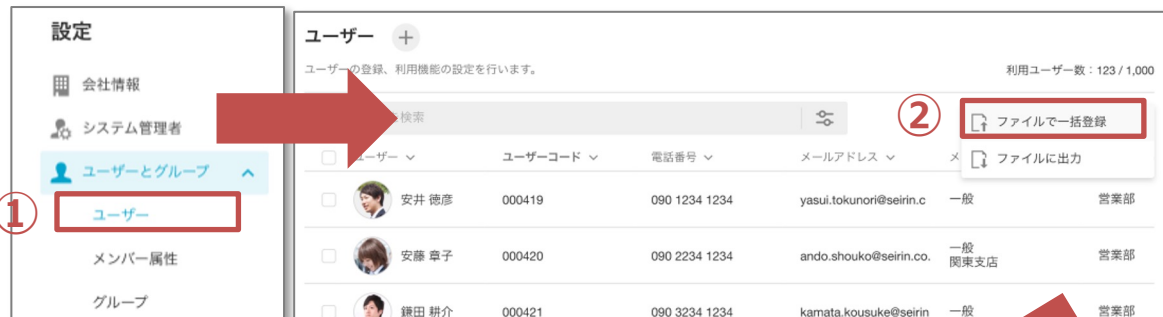 設定
会社情報
システム管理者
ユーザーとグループ
①
ユーザー
メンバー属性
グループ
ユーザー
ユーザーの登録、利用機能の設定を行います。
利用ユーザー数：123 / 1,000
検索
②
ファイルで一括登録
ファイルに出力
ユーザー ユーザーコード 電話番号 メールアドレス メ
安井 徳彦 000419 090 1234 1234 yasui.tokunori@seirin.c 一般 営業部
安藤 章子 000420 090 2234 1234 ando.shouko@seirin.co. 一般 営業部
関東支店
鎌田 耕介 000421 090 3234 1234 kamata.kousuke@seirin 一般 営業部